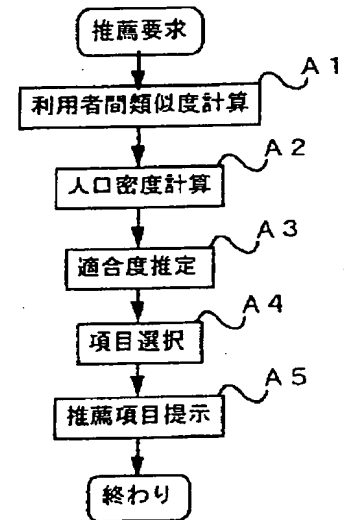 推薦要求
A1
利用者間類似度計算
A2
人口密度計算
A3
適合度推定
A4
項目選択
A5
推薦項目提示
終わり